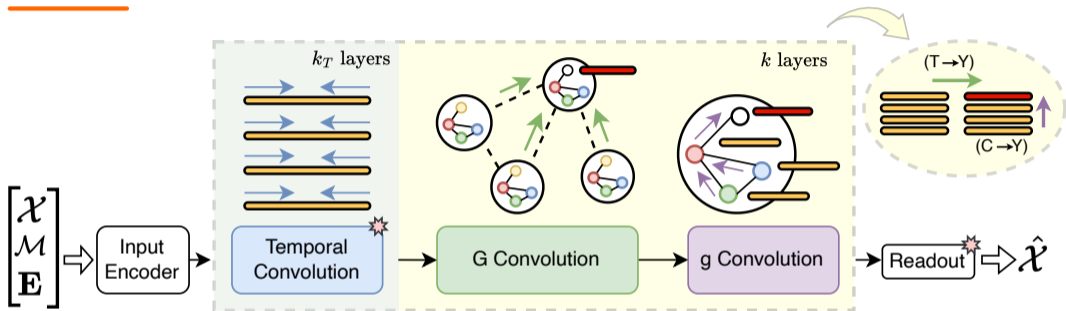 k_T layers
k layers
(T→Y)
(C→Y)
𝒳
ℳ
E
Input
Encoder
Temporal
Convolution
G Convolution
g Convolution
Readout
𝒳̂